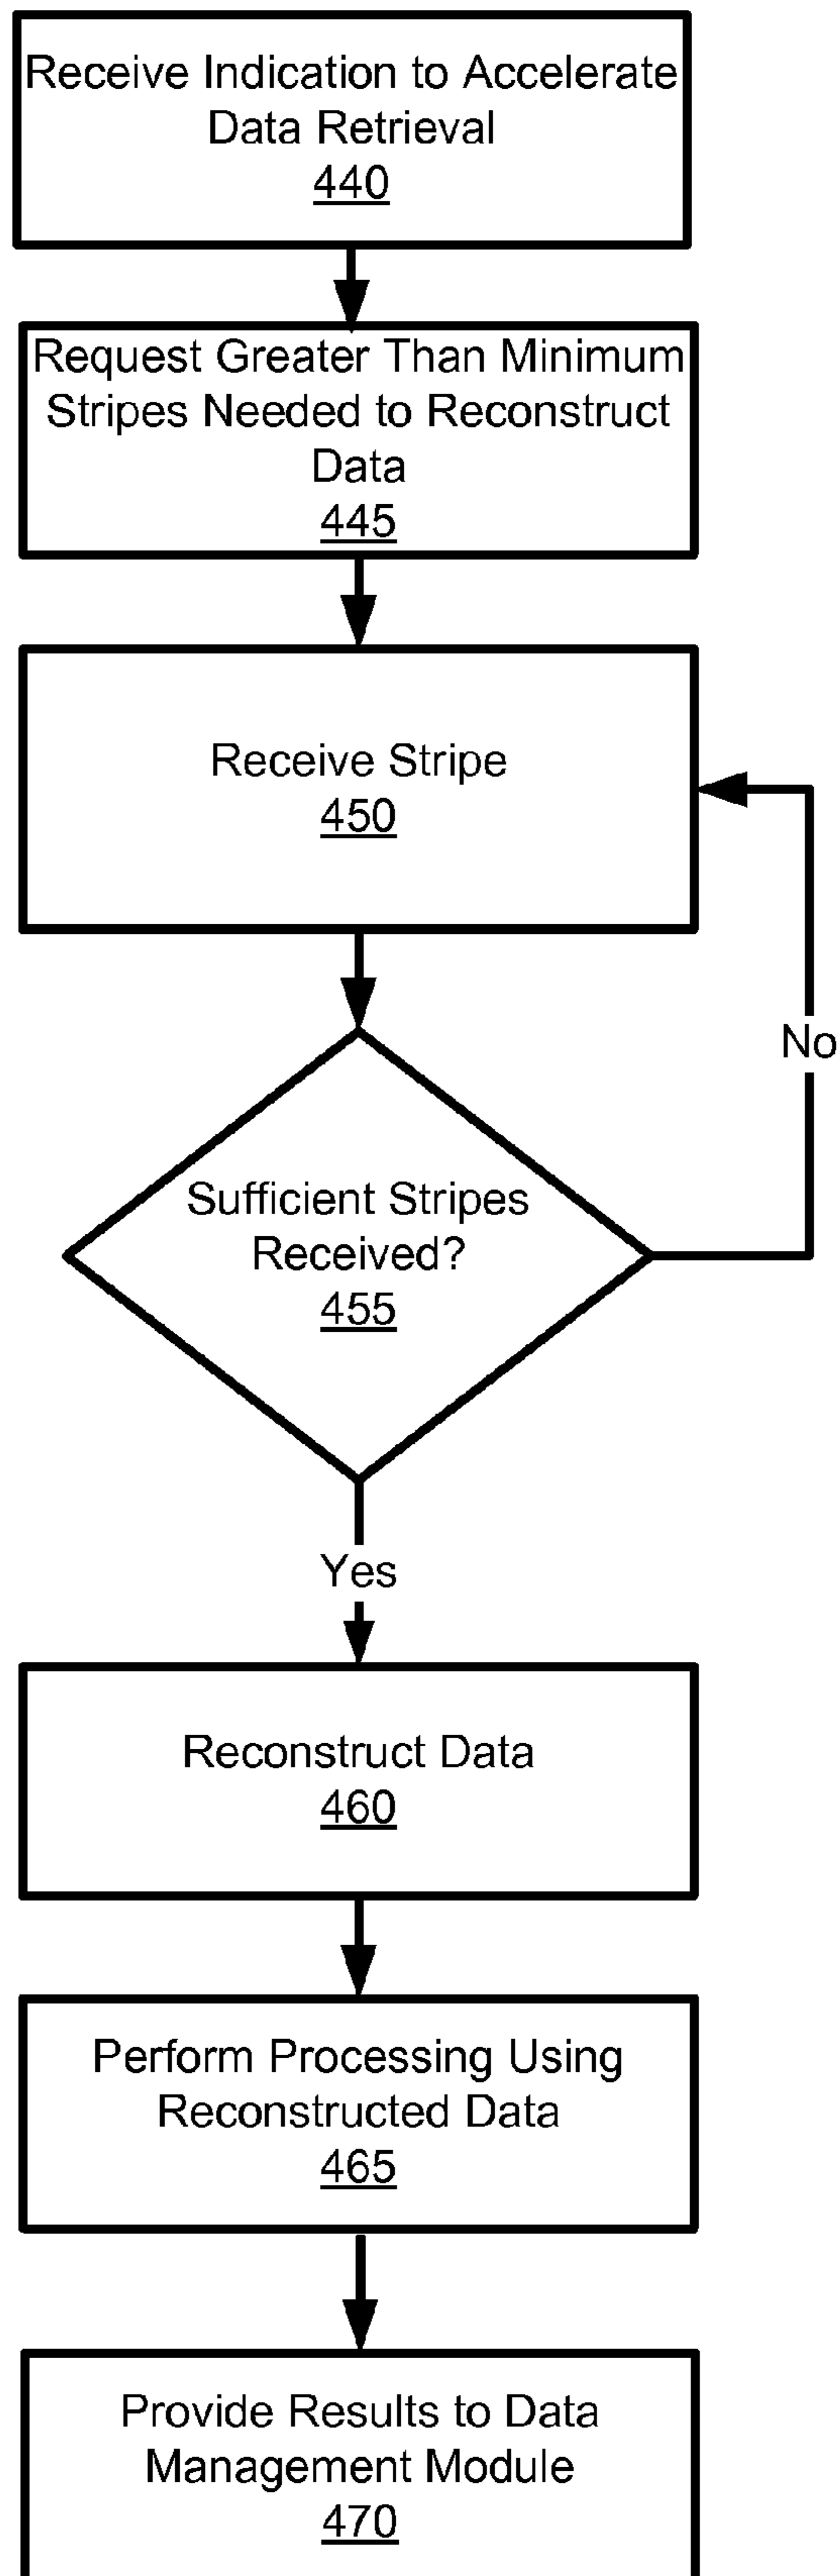 Receive Indication to Accelerate
Data Retrieval
440
Request Greater Than Minimum
Stripes Needed to Reconstruct
Data
445
Receive Stripe
450
No
Sufficient Stripes
Received?
455
Yes
Reconstruct Data
460
Perform Processing Using
Reconstructed Data
465
Provide Results to Data
Management Module
470